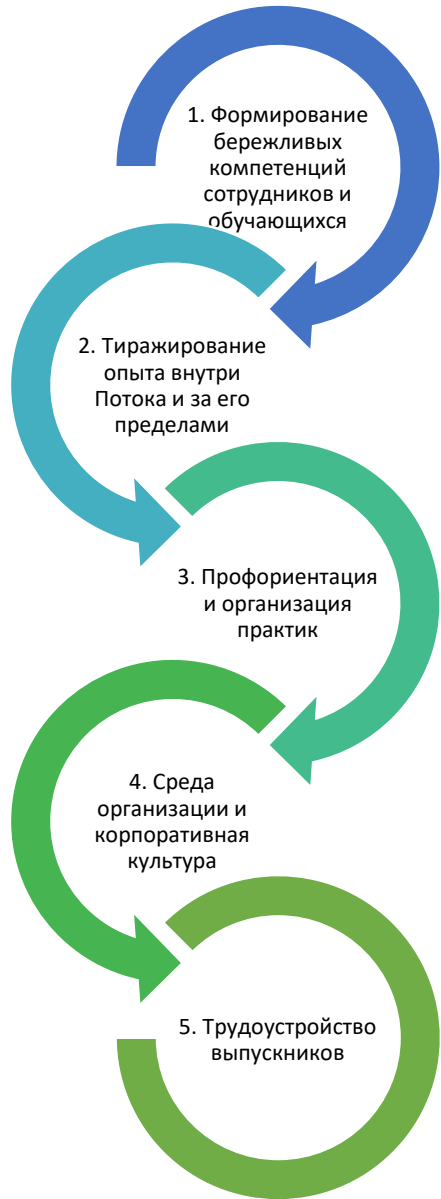 1. Формирование
бережливых
компетенций
сотрудников и
обучающихся
2. Тиражирование
опыта внутри
Потока и за его
пределами
3. Профориентация
и организация
практик
4. Среда
организации и
корпоративная
культура
5. Трудоустройство
выпускников